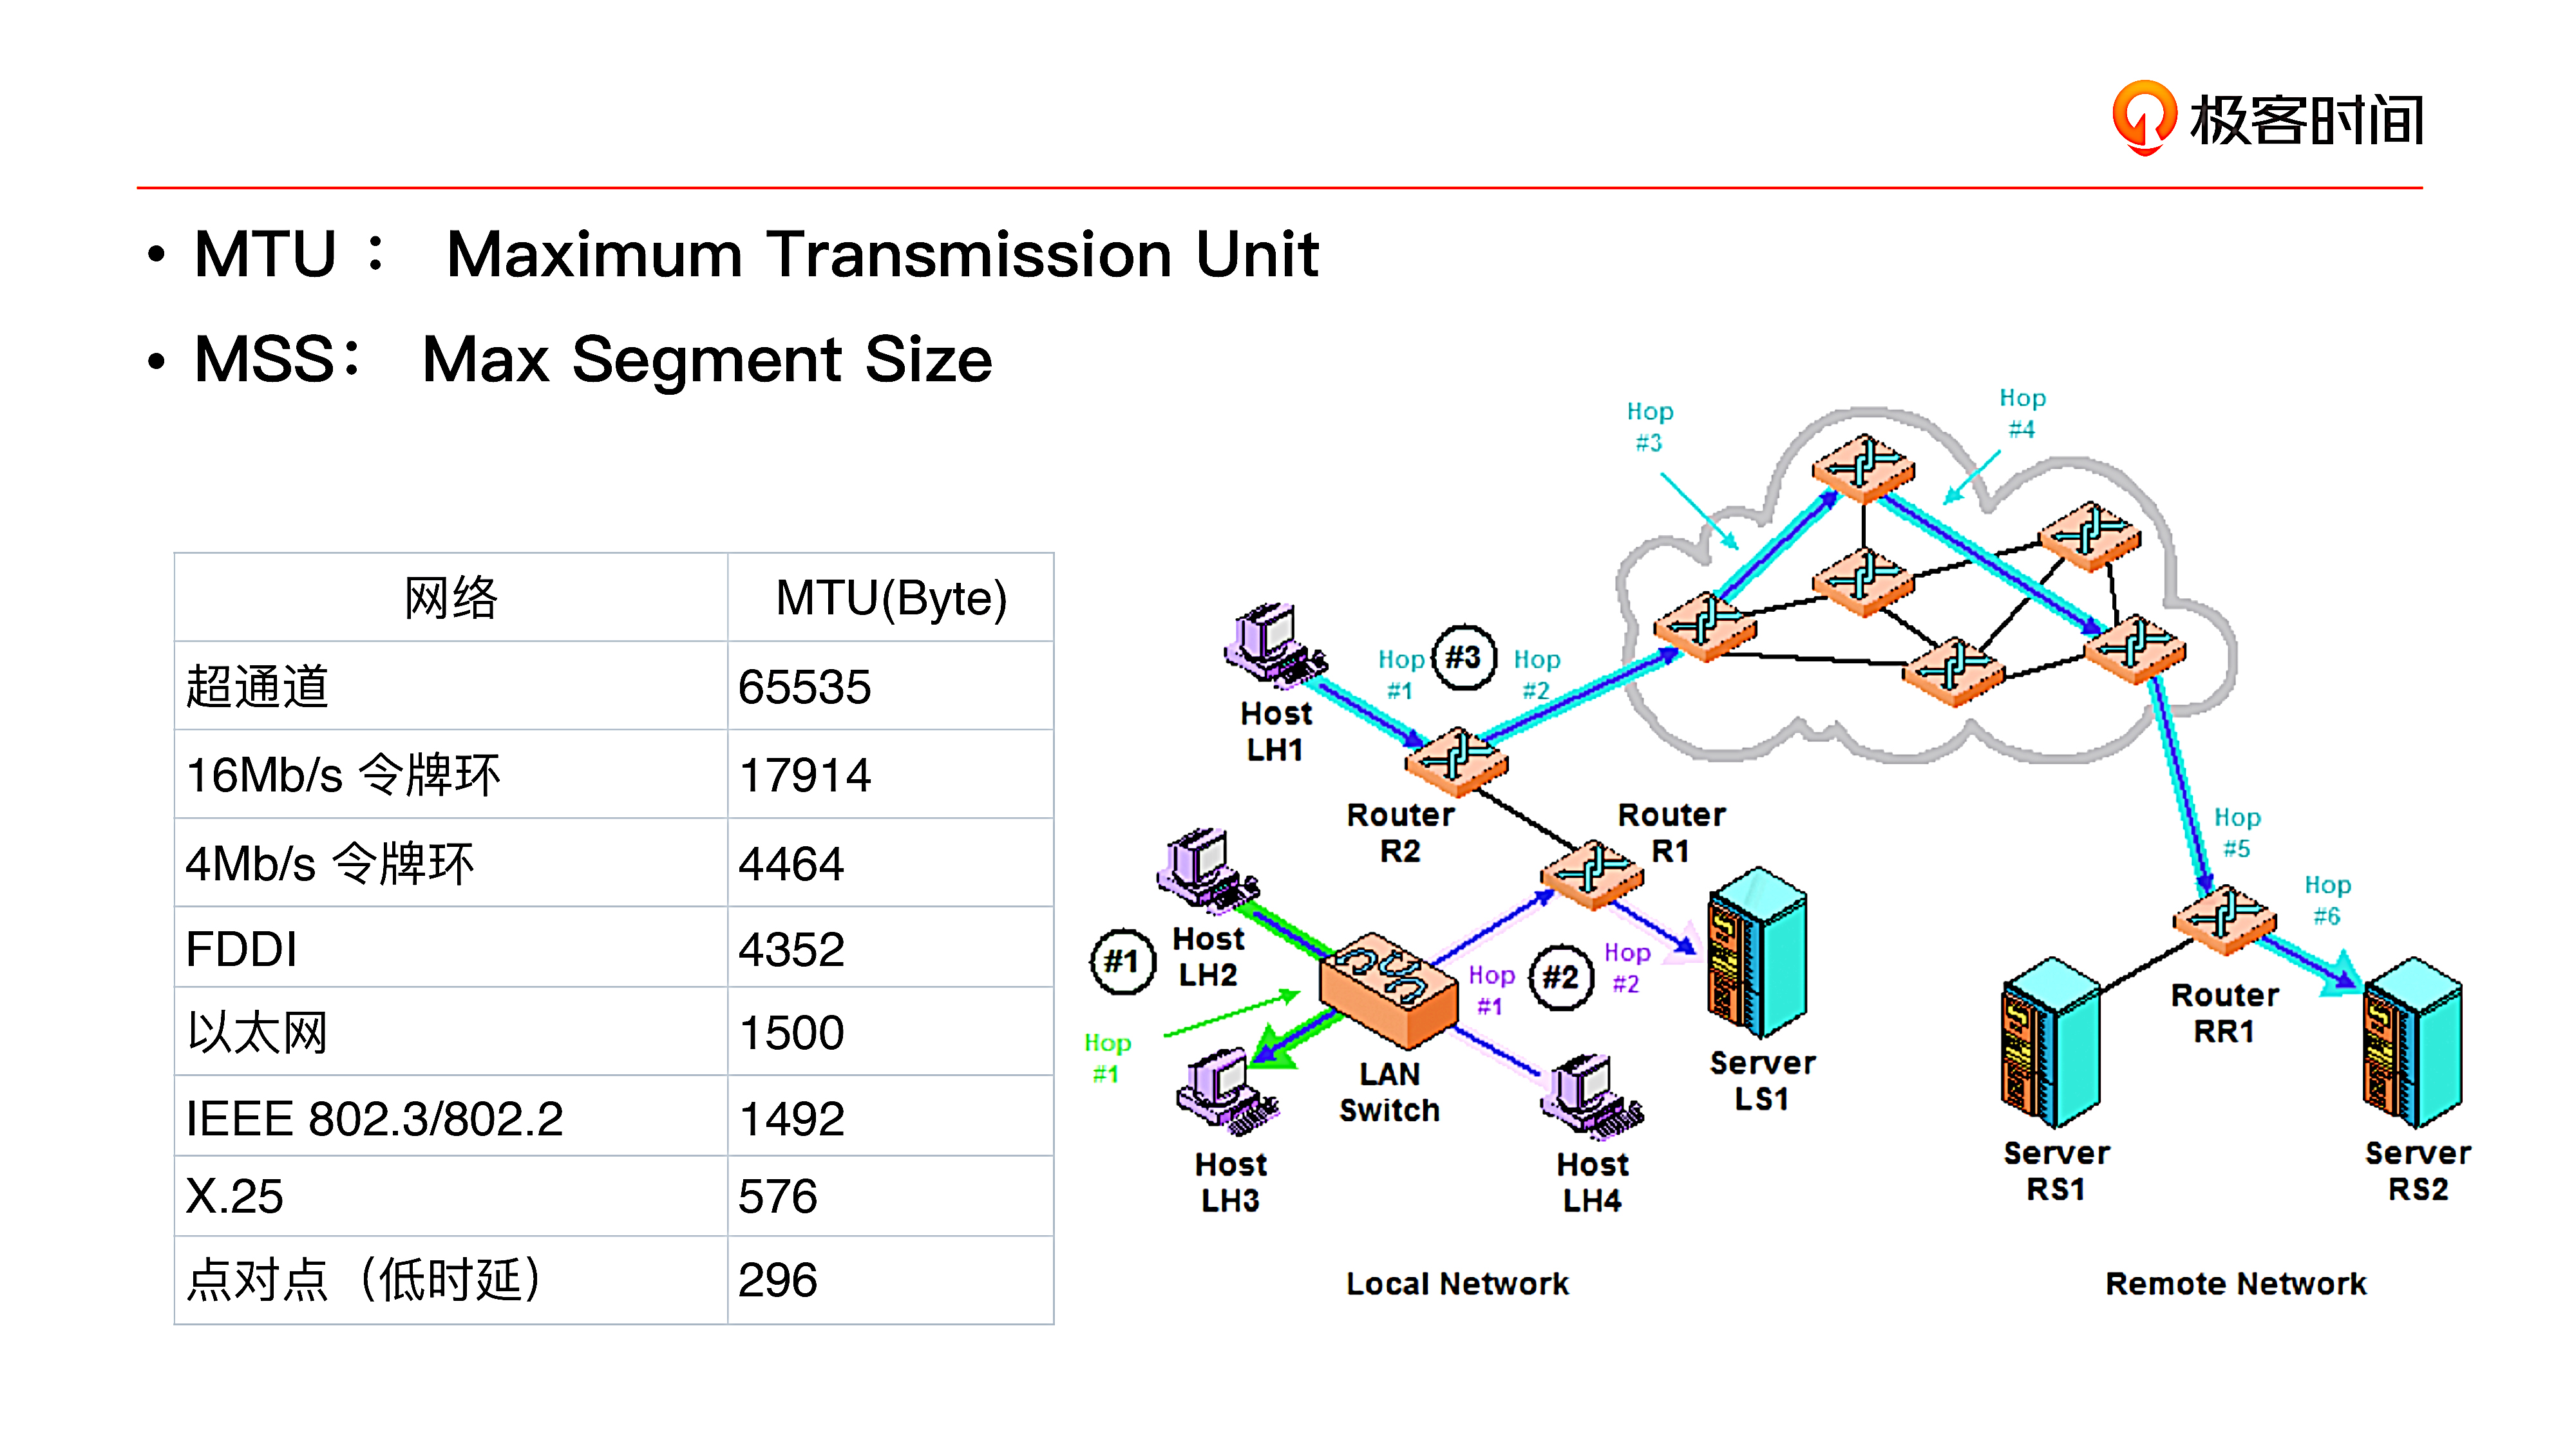 极客时间
• MTU： Maximum Transmission Unit
• MSS： Max Segment Size
网络 MTU(Byte)
超通道 65535
16Mb/s 令牌环 17914
4Mb/s 令牌环 4464
FDDI 4352
以太网 1500
IEEE 802.3/802.2 1492
X.25 576
点对点（低时延） 296
Hop
#3
Hop
#4
Host
LH1
Hop
#1
#3
Hop
#2
Router
R2
Router
R1
Hop
#5
Hop
#6
Host
LH2
#1
Hop
#1
Hop
#1
#2
Hop
#2
LAN
Switch
Server
LS1
Router
RR1
Host
LH3
Host
LH4
Server
RS1
Server
RS2
Local Network
Remote Network